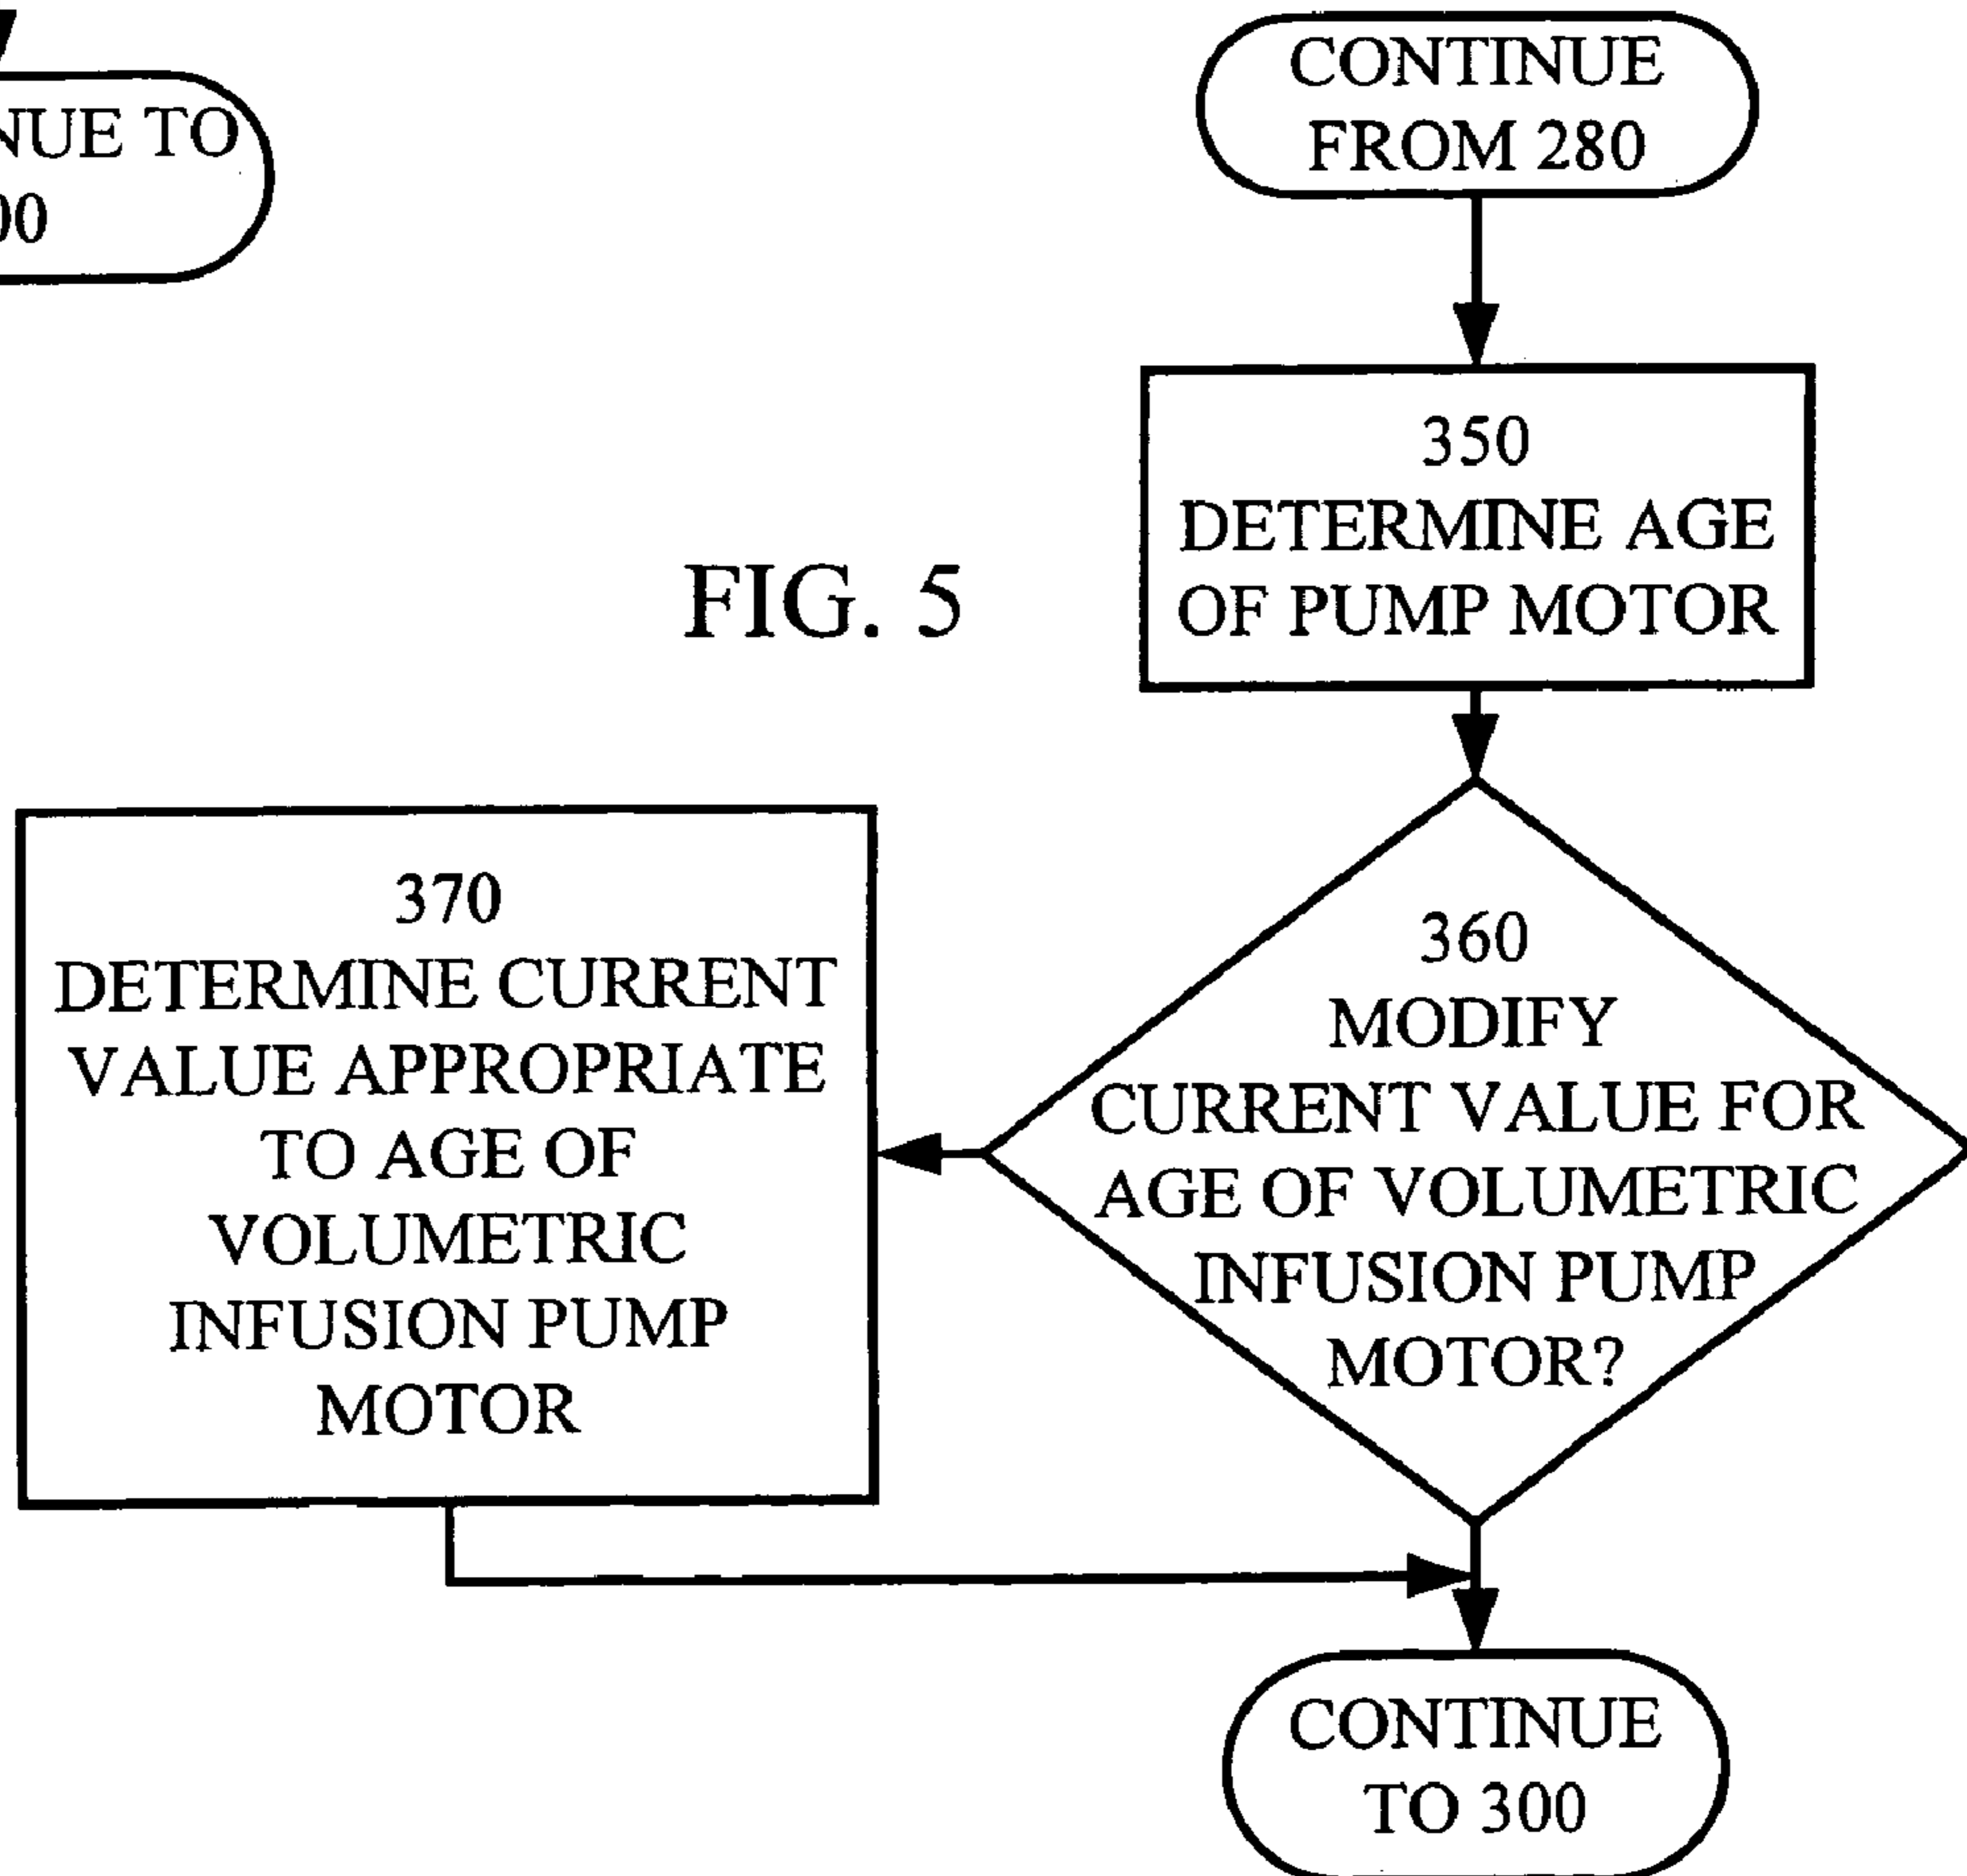 TO
CONTINUE
FROM 280
350
DETERMINE AGE
OF PUMP MOTOR
FIG. 5
360
MODIFY
CURRENT VALUE FOR
AGE OF VOLUMETRIC
INFUSION PUMP
MOTOR?
370
DETERMINE CURRENT
VALUE APPROPRIATE
TO AGE OF
VOLUMETRIC
INFUSION PUMP
MOTOR
CONTINUE
TO 300